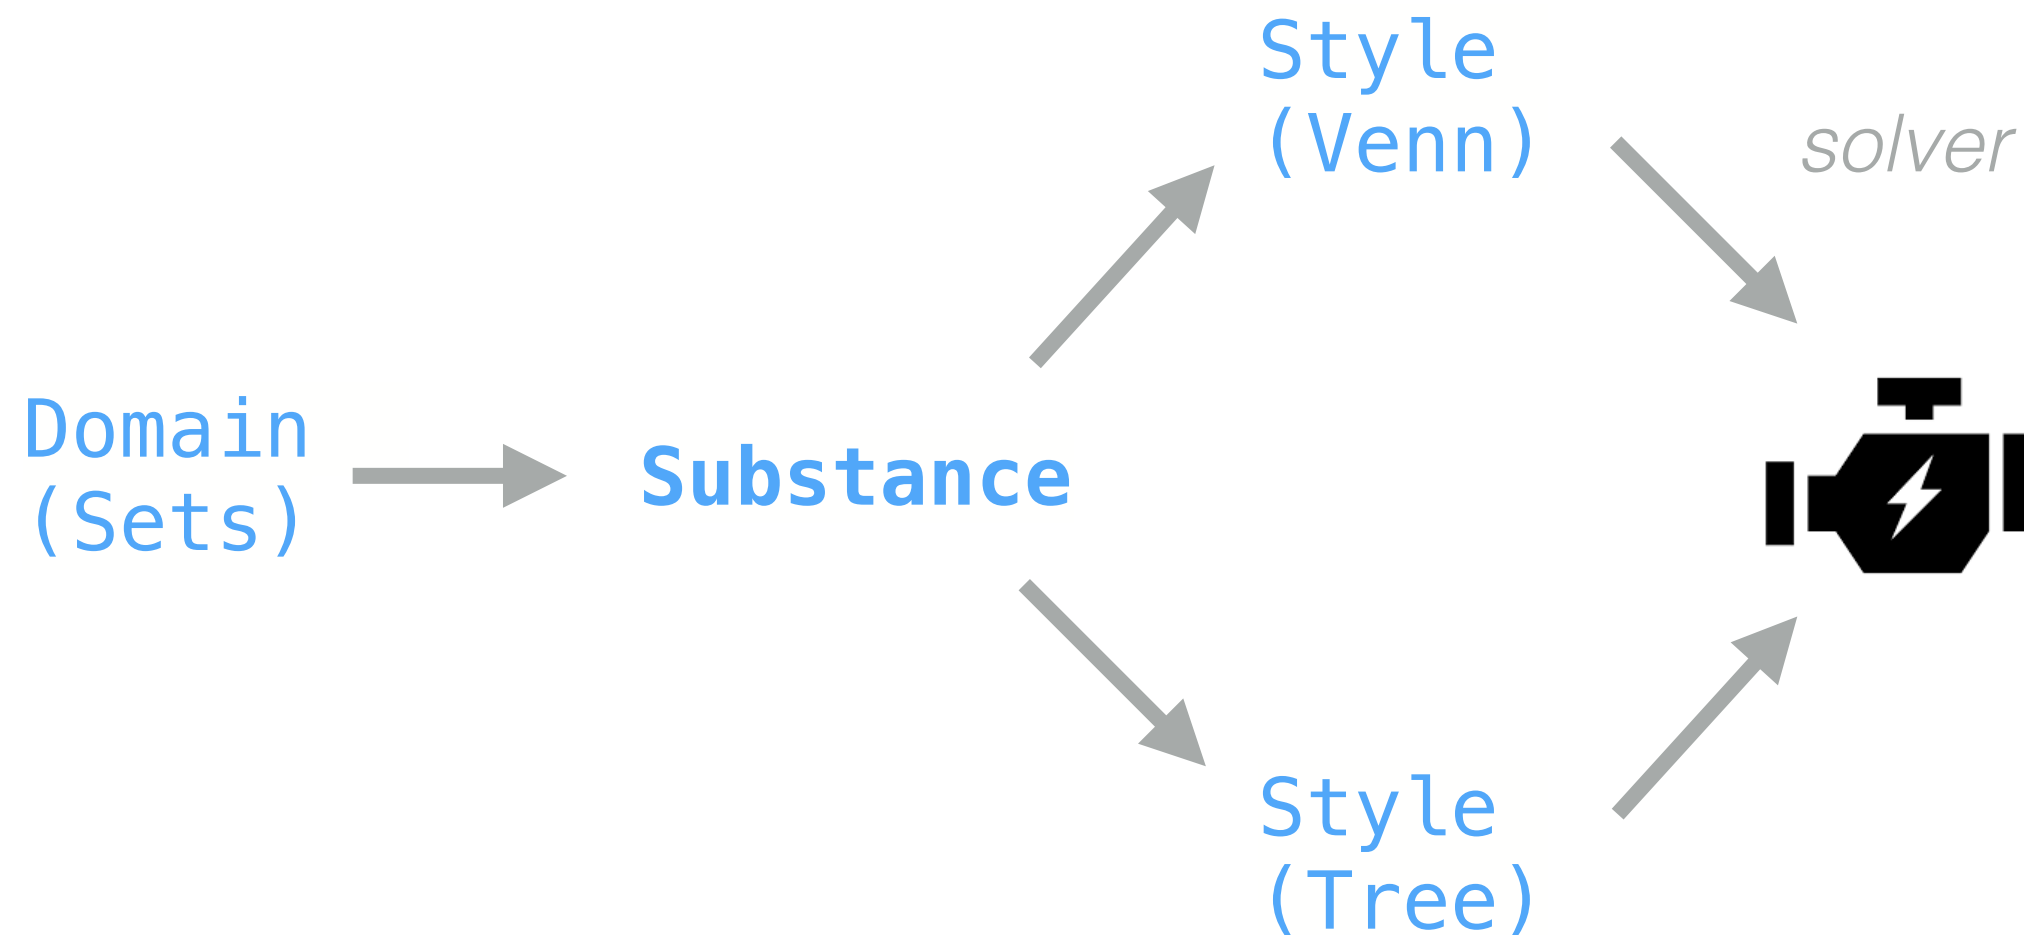 Style
(Venn)
solver
Domain
(Sets)
Substance
Style
(Tree)